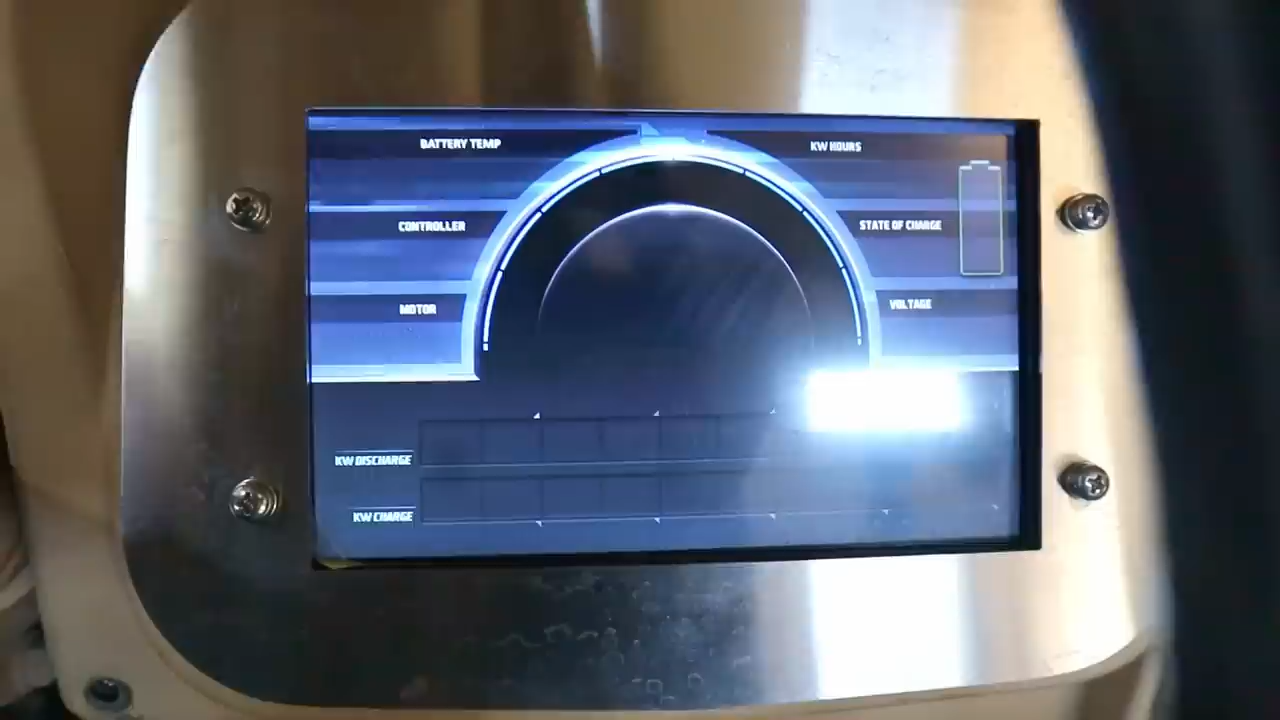 BATTERY TEMP
KW HOURS
CONTROLLER
STATE OF CHARGE
MOTOR
VOLTAGE
KW DISCHARGE
KW CHARGE